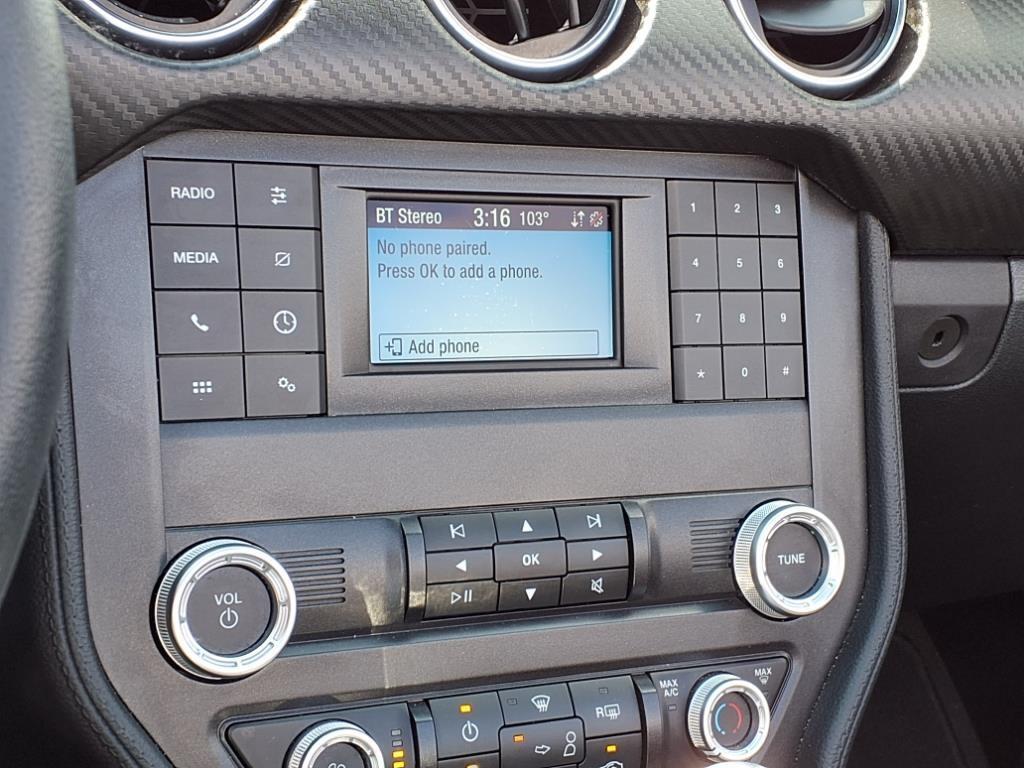 RADIO
MEDIA
BT Stereo 3:16 103°
No phone paired.
Press OK to add a phone.
Add phone
1 2 3
4 5 6
7 8 9
* 0 #
OK
VOL
TUNE
MAX
A/C
MAX
R